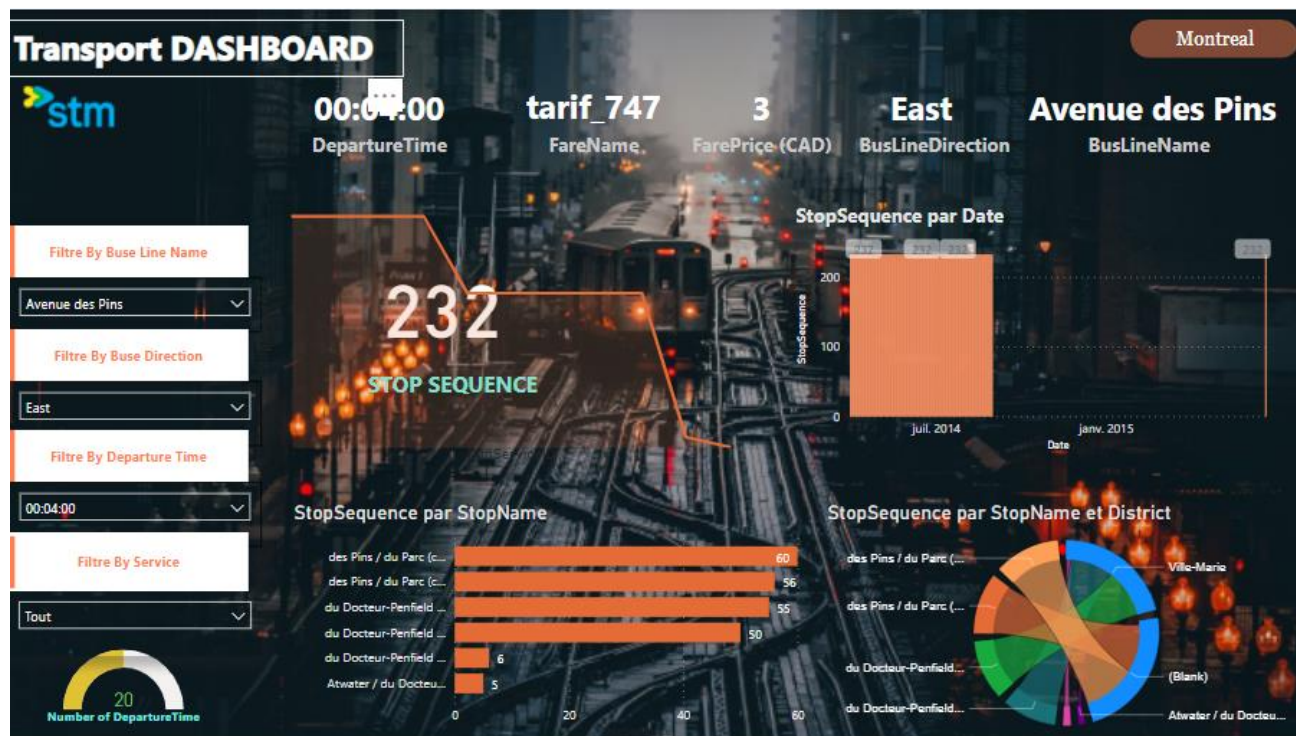 Transport DASHBOARD
Montreal
stm
00:04:00
DepartureTime
tarif_747
FareName
3
FarePrice (CAD)
East
BusLineDirection
Avenue des Pins
BusLineName
Filtre By Buse Line Name
Avenue des Pins
Filtre By Buse Direction
East
Filtre By Departure Time
00:04:00
Filtre By Service
Tout
20
Number of DepartureTime
232
STOP SEQUENCE
StopSequence par Date
232 232 232 232
200
100
0
StopSequence
juil. 2014 janv. 2015
Date
StopSequence par StopName
des Pins / du Parc (c... 60
des Pins / du Parc (c... 56
du Docteur-Penfield ... 55
du Docteur-Penfield ... 50
du Docteur-Penfield ... 6
Atwater / du Docteu... 5
0 20 40 60
StopSequence par StopName et District
des Pins / du Parc (...
des Pins / du Parc (...
du Docteur-Penfield...
du Docteur-Penfield...
Ville-Marie
(Blank)
Atwater / du Docteu...